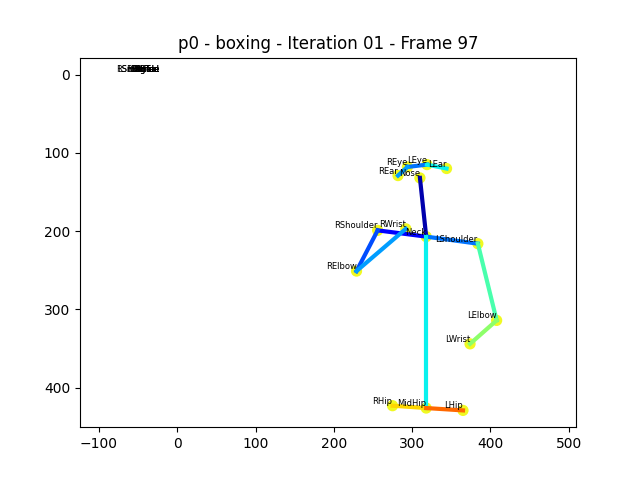 p0 - boxing - Iteration 01 - Frame 97
0
100
200
300
400
REye
LEye
LEar
REar
Nose
RShoulder
RWrist
Neck
LShoulder
RElbow
LElbow
LWrist
RHip
MidHip
LHip
−100
0
100
200
300
400
500